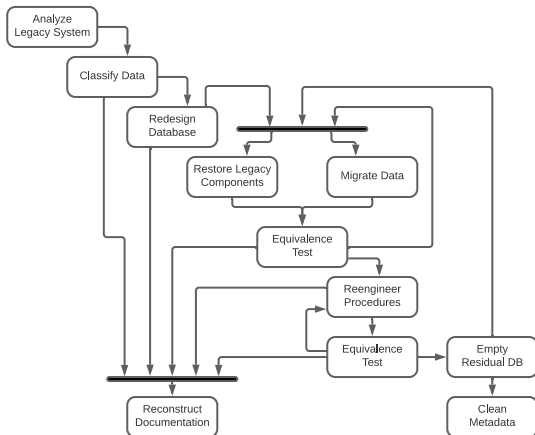 Analyze
Legacy System
Classify Data
Redesign
Database
Restore Legacy
Components
Migrate Data
Equivalence
Test
Reengineer
Procedures
Equivalence
Test
Empty
Residual DB
Reconstruct
Documentation
Clean
Metadata